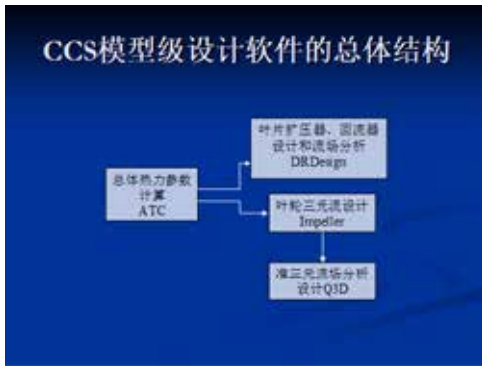 CCS模型级设计软件的总体结构
叶片扩压器、回流器
设计和流场分析
DRDesign
总体热力参数
计算
ATC
叶轮三元流设计
Impeller
准三元流场分析
设计Q3D